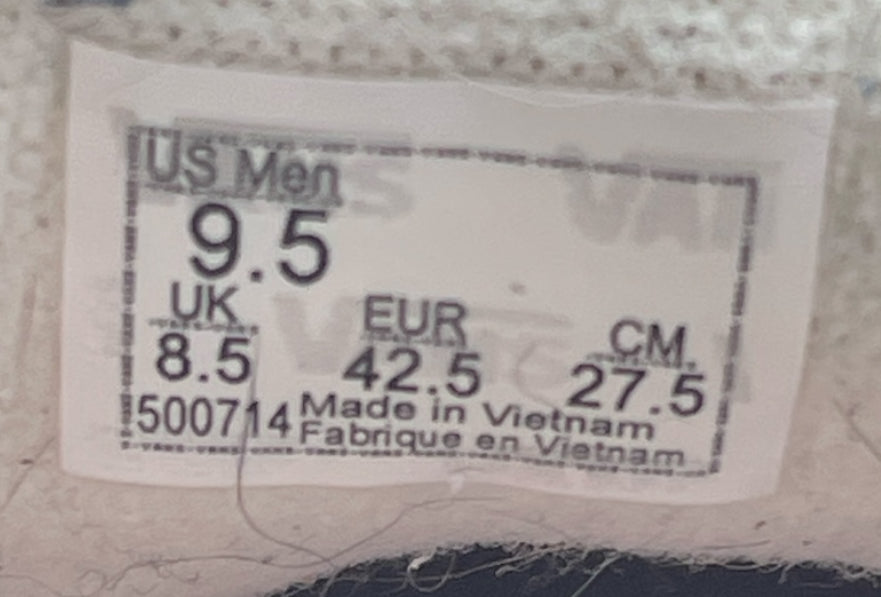 US Men
9.5
UK EUR CM.
8.5 42.5 27.5
500714 Made in Vietnam
Fabrique en Vietnam